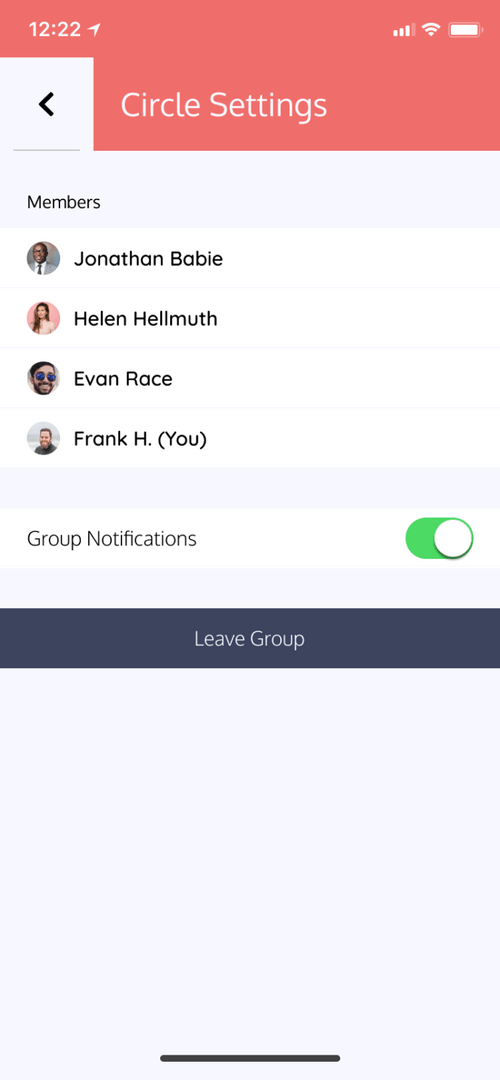 12:22
Circle Settings
Members
Jonathan Babie
Helen Hellmuth
Evan Race
Frank H. (You)
Group Notifications
Leave Group